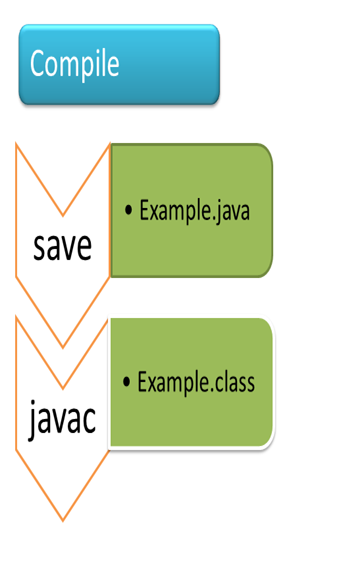 Compile
save
• Example.java
javac
• Example.class